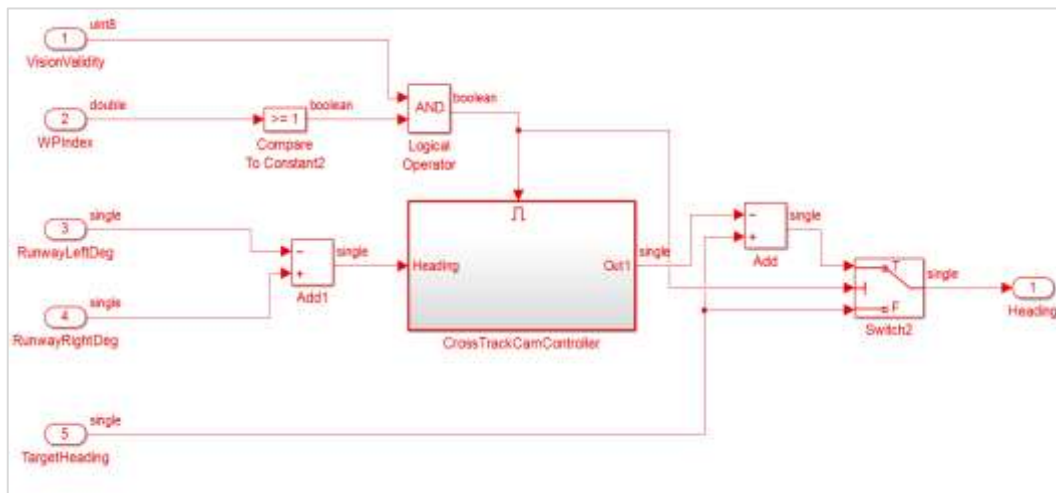 uint8
1
VisionValidity
double
2
WPIndex
>= 1
boolean
Compare
To Constant2
AND
boolean
Logical
Operator
single
3
RunwayLeftDeg
single
4
RunwayRightDeg
−
+
single
Add1
Heading
Out1
single
CrossTrackCamController
−
+
single
Add
T
F
single
Switch2
1
Heading
single
5
TargetHeading